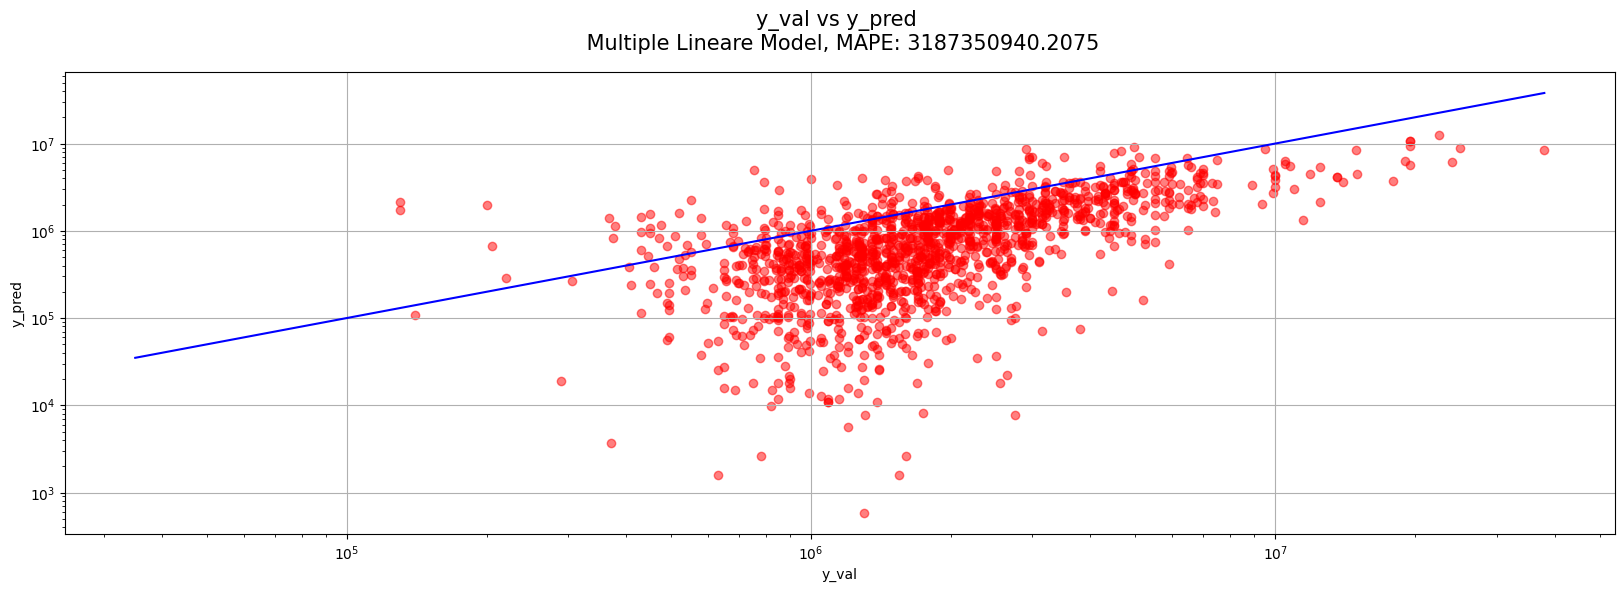 y_val vs y_pred
Multiple Lineare Model, MAPE: 3187350940.2075
y_pred
10⁷
10⁶
10⁵
10⁴
10³
10⁵ 10⁶ 10⁷
y_val